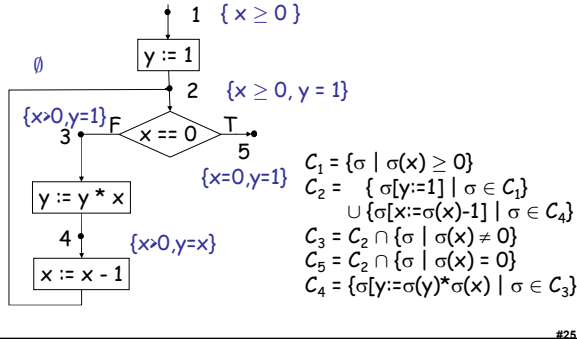 1 { x ≥ 0 }
y := 1
∅
2 {x ≥ 0, y = 1}
{x>0,y=1}
F
x == 0
T
3
5
{x=0,y=1}
y := y * x
4
{x>0,y=x}
x := x - 1
C₁ = {σ | σ(x) ≥ 0}
C₂ = { σ[y:=1] | σ ∈ C₁}
∪ {σ[x:=σ(x)-1] | σ ∈ C₄}
C₃ = C₂ ∩ {σ | σ(x) ≠ 0}
C₅ = C₂ ∩ {σ | σ(x) = 0}
C₄ = {σ[y:=σ(y)*σ(x) | σ ∈ C₃}
#25